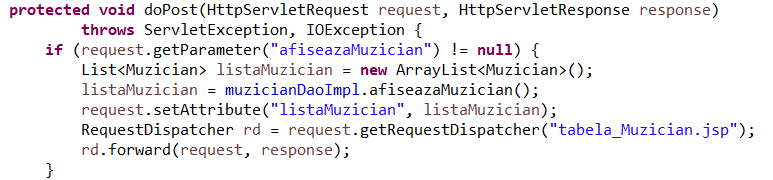 protected void doPost(HttpServletRequest request, HttpServletResponse response)
        throws ServletException, IOException {
    if (request.getParameter("afiseazaMuzician") != null) {
        List<Muzician> listaMuzician = new ArrayList<Muzician>();
        listaMuzician = muzicianDaoImpl.afiseazaMuzician();
        request.setAttribute("listaMuzician", listaMuzician);
        RequestDispatcher rd = request.getRequestDispatcher("tabela_Muzician.jsp");
        rd.forward(request, response);
    }